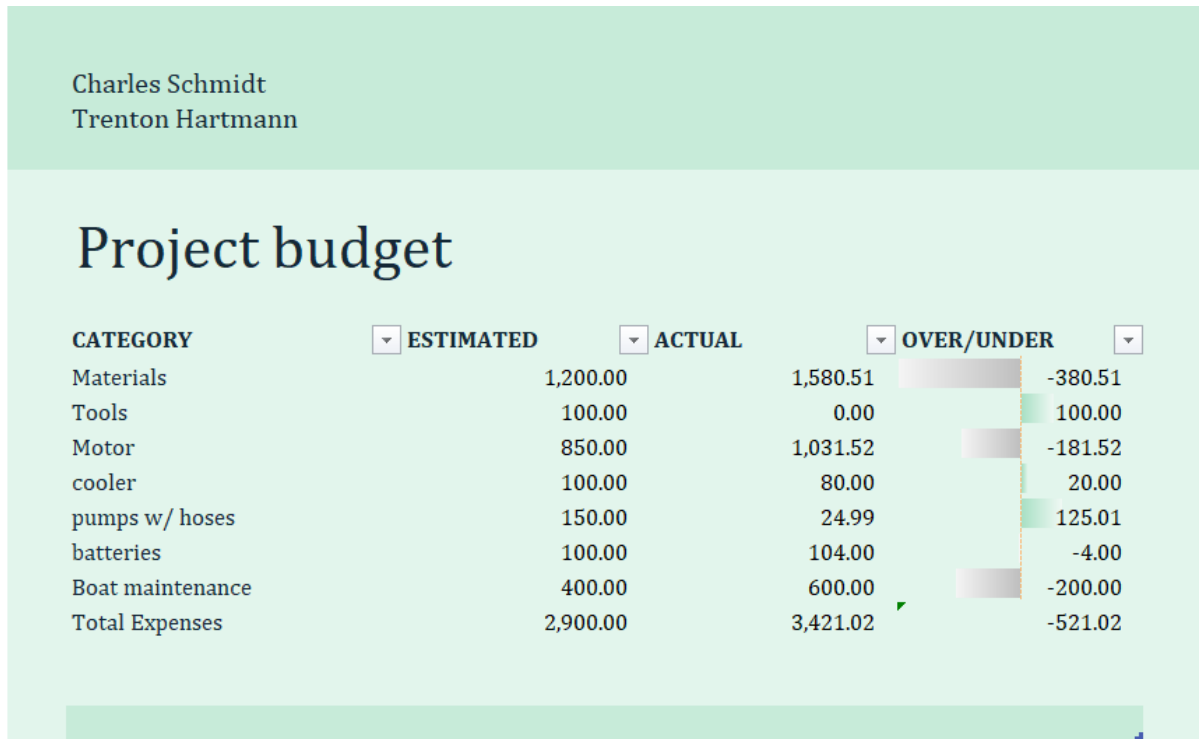 Charles Schmidt
Trenton Hartmann
Project budget
CATEGORY ESTIMATED ACTUAL OVER/UNDER
Materials 1,200.00 1,580.51 -380.51
Tools 100.00 0.00 100.00
Motor 850.00 1,031.52 -181.52
cooler 100.00 80.00 20.00
pumps w/ hoses 150.00 24.99 125.01
batteries 100.00 104.00 -4.00
Boat maintenance 400.00 600.00 -200.00
Total Expenses 2,900.00 3,421.02 -521.02